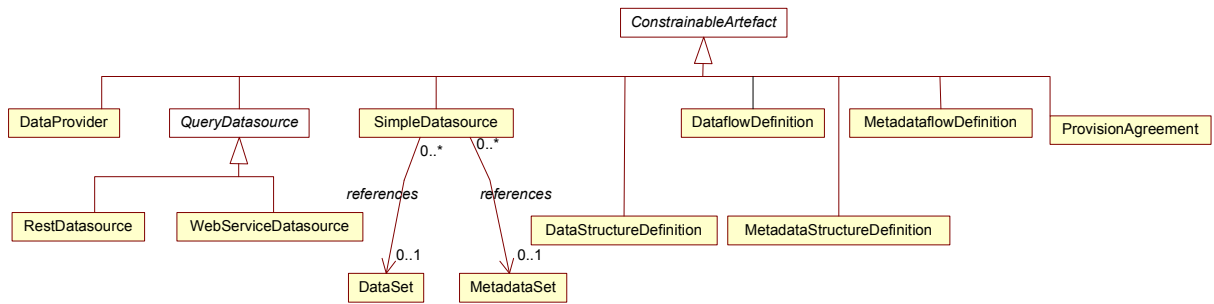 ConstrainableArtefact
DataProvider
QueryDatasource
SimpleDatasource
DataflowDefinition
MetadataflowDefinition
ProvisionAgreement
0..*
0..*
references
references
RestDatasource
WebServiceDatasource
DataStructureDefinition
MetadataStructureDefinition
0..1
0..1
DataSet
MetadataSet